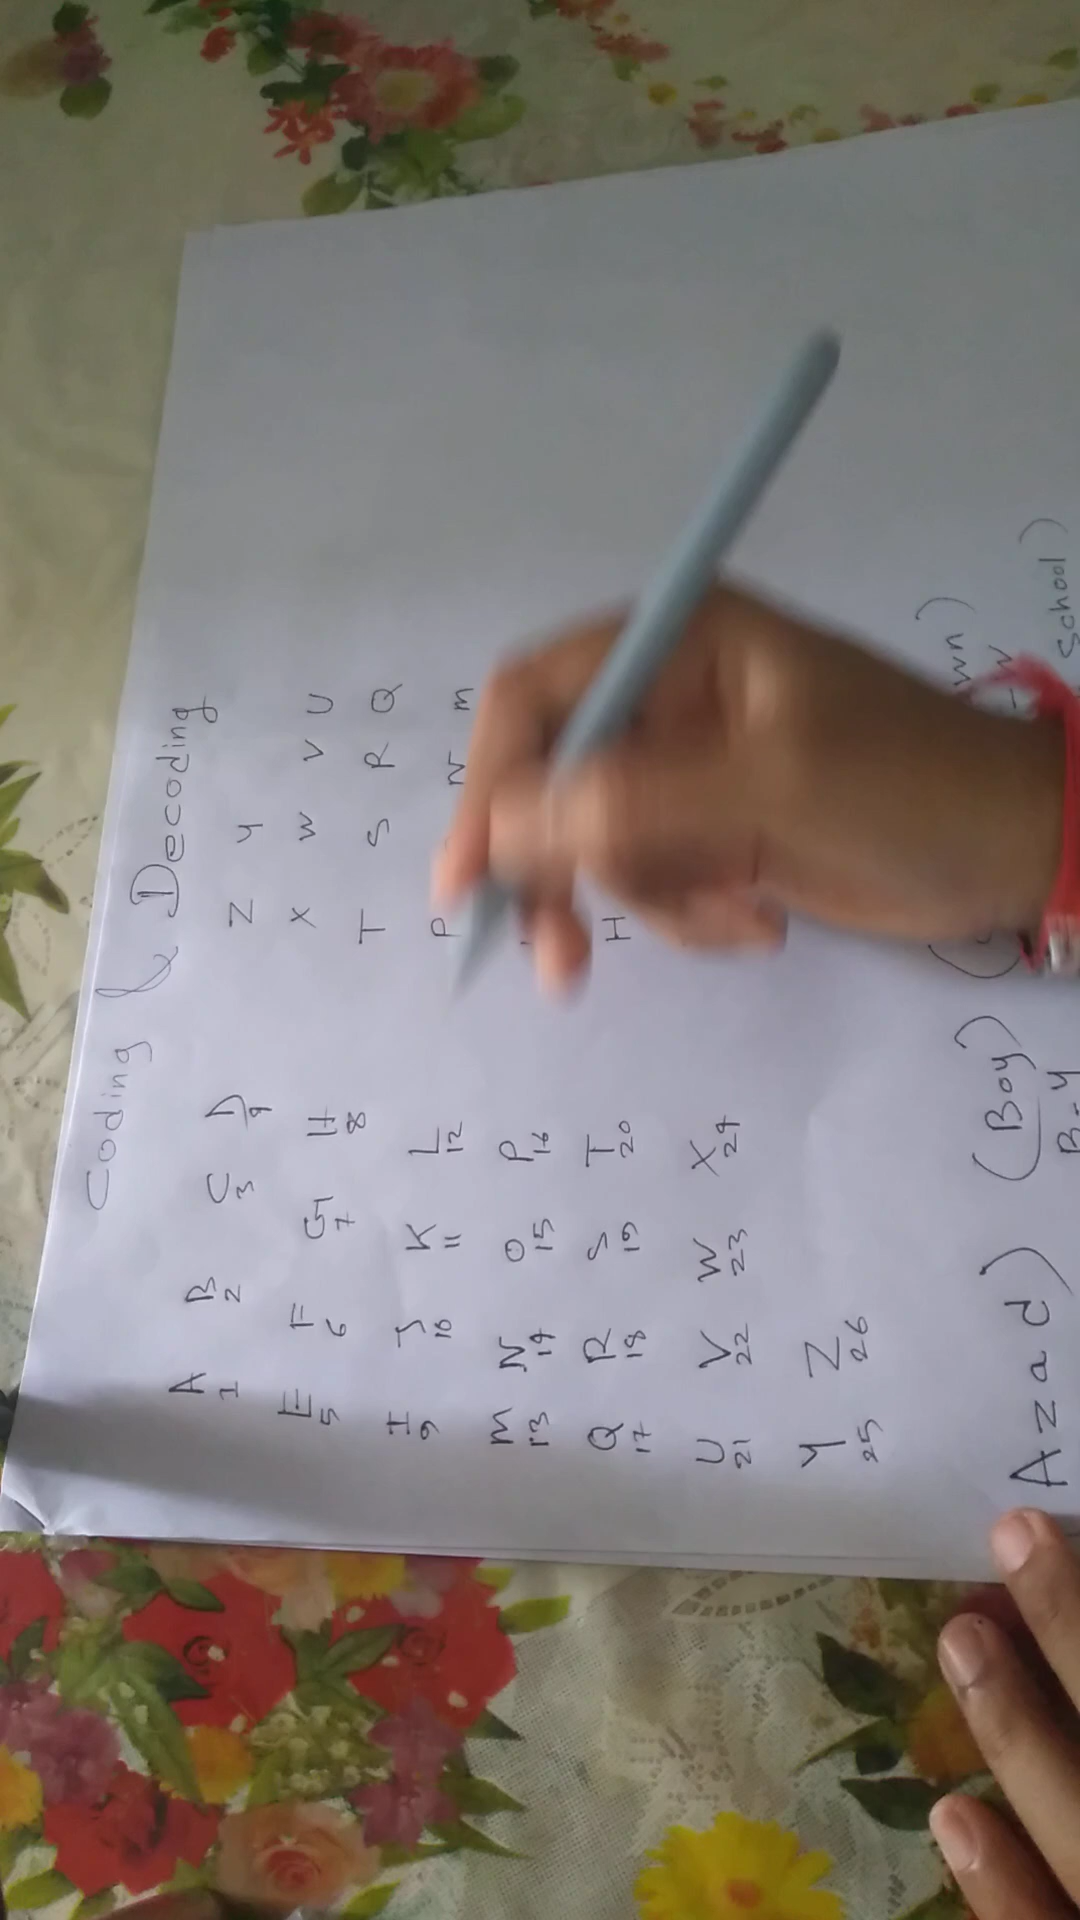 Coding & Decoding
A B C D
1 2 3 4
E F G H
5 6 7 8
I J K L
9 10 11 12
M N O P
13 14 15 16
Q R S T
17 18 19 20
U V W X
21 22 23 24
Y Z
25 26
Z Y
X W V U
T S R Q
P N M
H
Azad) (Boy)
B-Y
School)